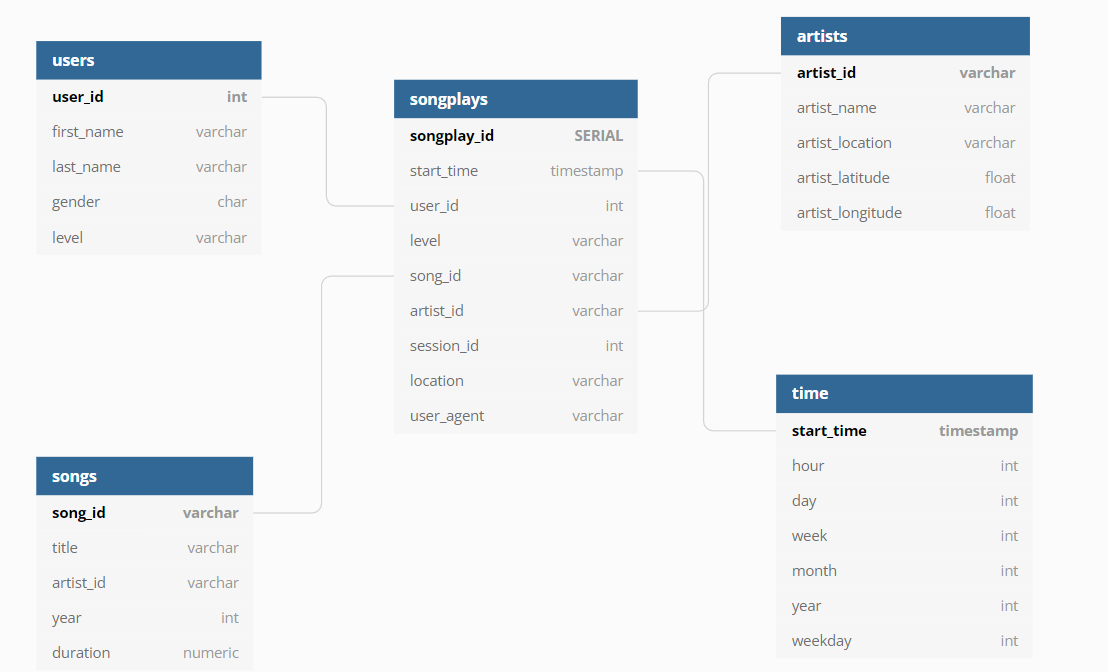 users
user_id int
first_name varchar
last_name varchar
gender char
level varchar
songplays
songplay_id SERIAL
start_time timestamp
user_id int
level varchar
song_id varchar
artist_id varchar
session_id int
location varchar
user_agent varchar
artists
artist_id varchar
artist_name varchar
artist_location varchar
artist_latitude float
artist_longitude float
songs
song_id varchar
title varchar
artist_id varchar
year int
duration numeric
time
start_time timestamp
hour int
day int
week int
month int
year int
weekday int